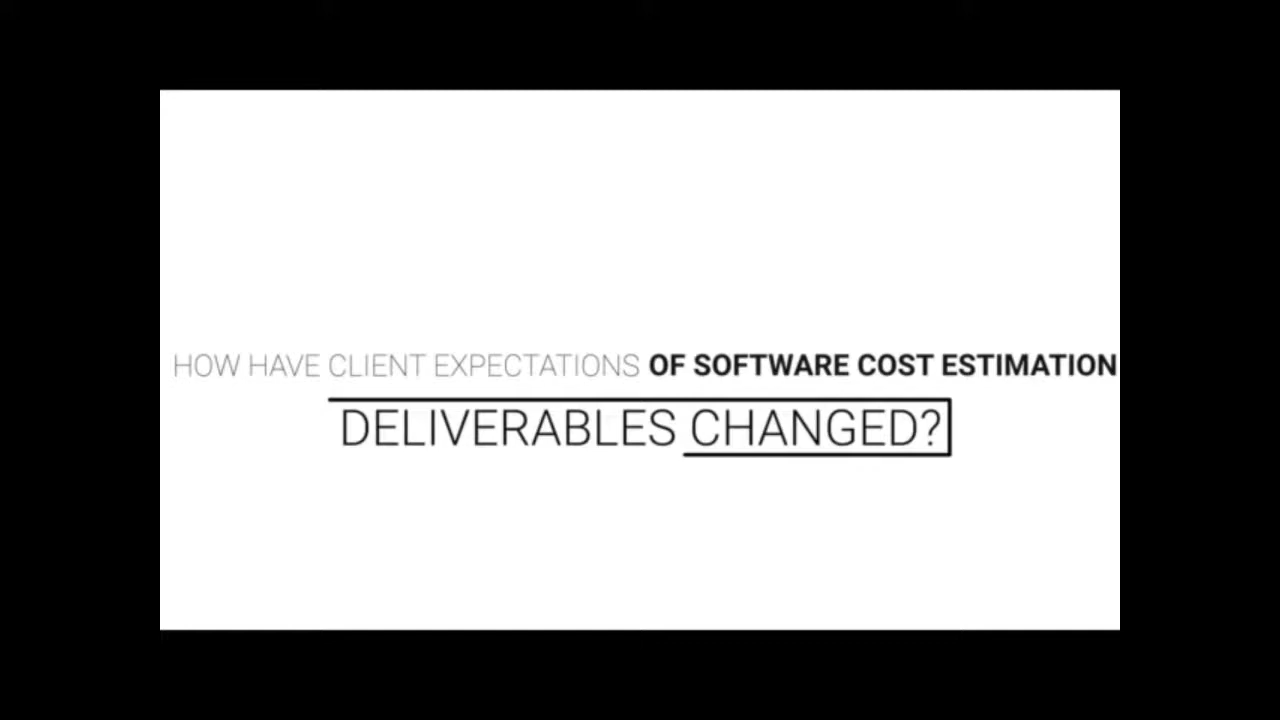 HOW HAVE CLIENT EXPECTATIONS OF SOFTWARE COST ESTIMATION
DELIVERABLES CHANGED?